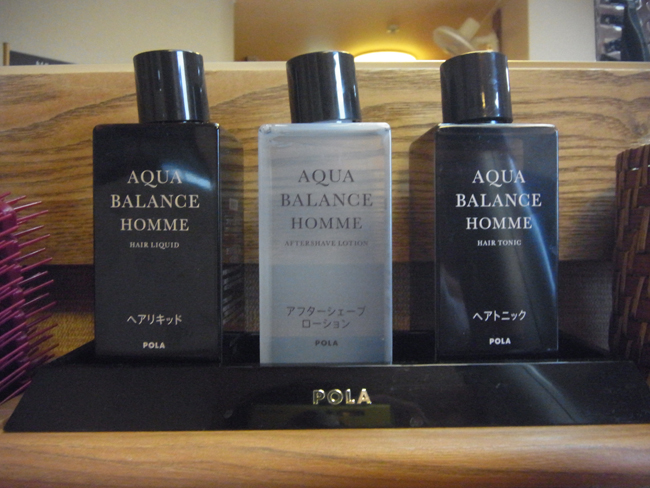 AQUA
BALANCE
HOMME
HAIR LIQUID
ヘアリキッド
POLA
AQUA
BALANCE
HOMME
AFTERSHAVE LOTION
アフターシェーブ
ローション
POLA
AQUA
BALANCE
HOMME
HAIR TONIC
ヘアトニック
POLA
POLA